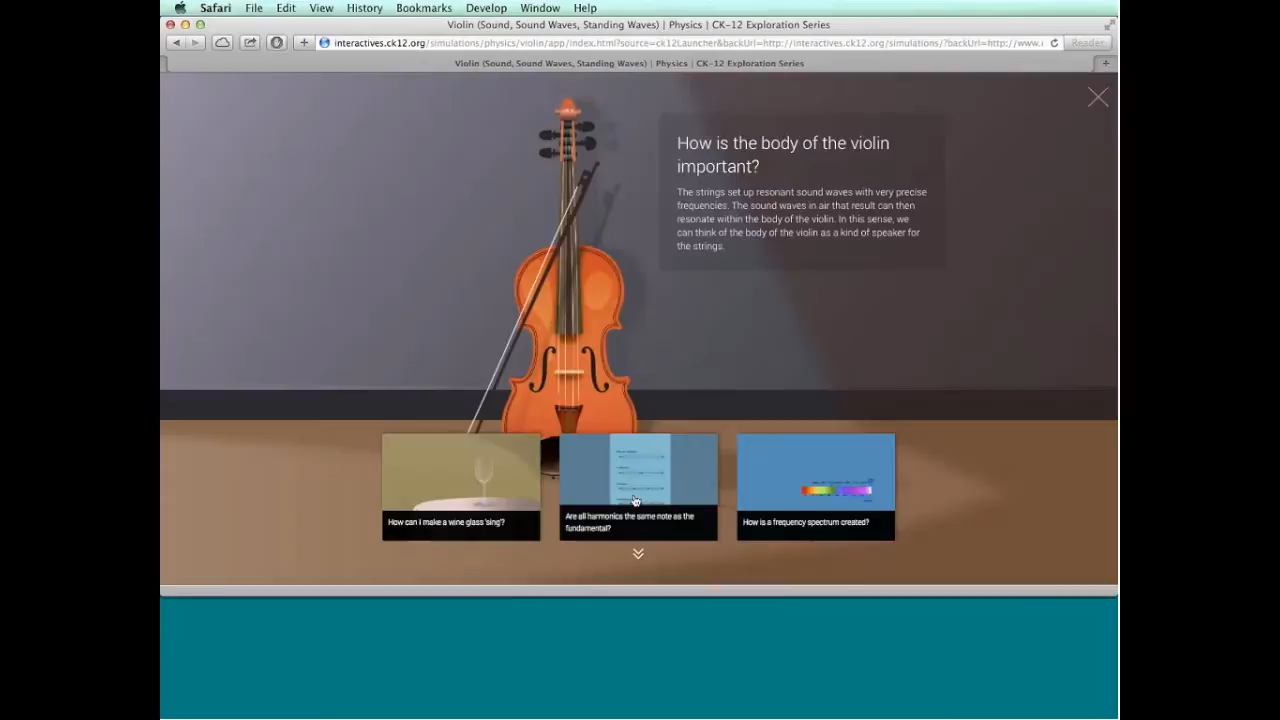 Safari File Edit View History Bookmarks Develop Window Help
Violin (Sound, Sound Waves, Standing Waves) | Physics | CK-12 Exploration Series
interactives.ck12.org/simulations/physics/violin/app/index.html?source=ck12Launcher&backUrl=http://interactives.ck12.org/simulations/?backUrl=http://www.c
Reader
Violin (Sound, Sound Waves, Standing Waves) | Physics | CK-12 Exploration Series
How is the body of the violin
important?
The strings set up resonant sound waves with very precise
frequencies. The sound waves in air that result can then
resonate within the body of the violin. In this sense, we
can think of the body of the violin as a kind of speaker for
the strings.
How can I make a wine glass 'sing'?
Are all harmonics the same note as the
fundamental?
How is a frequency spectrum created?